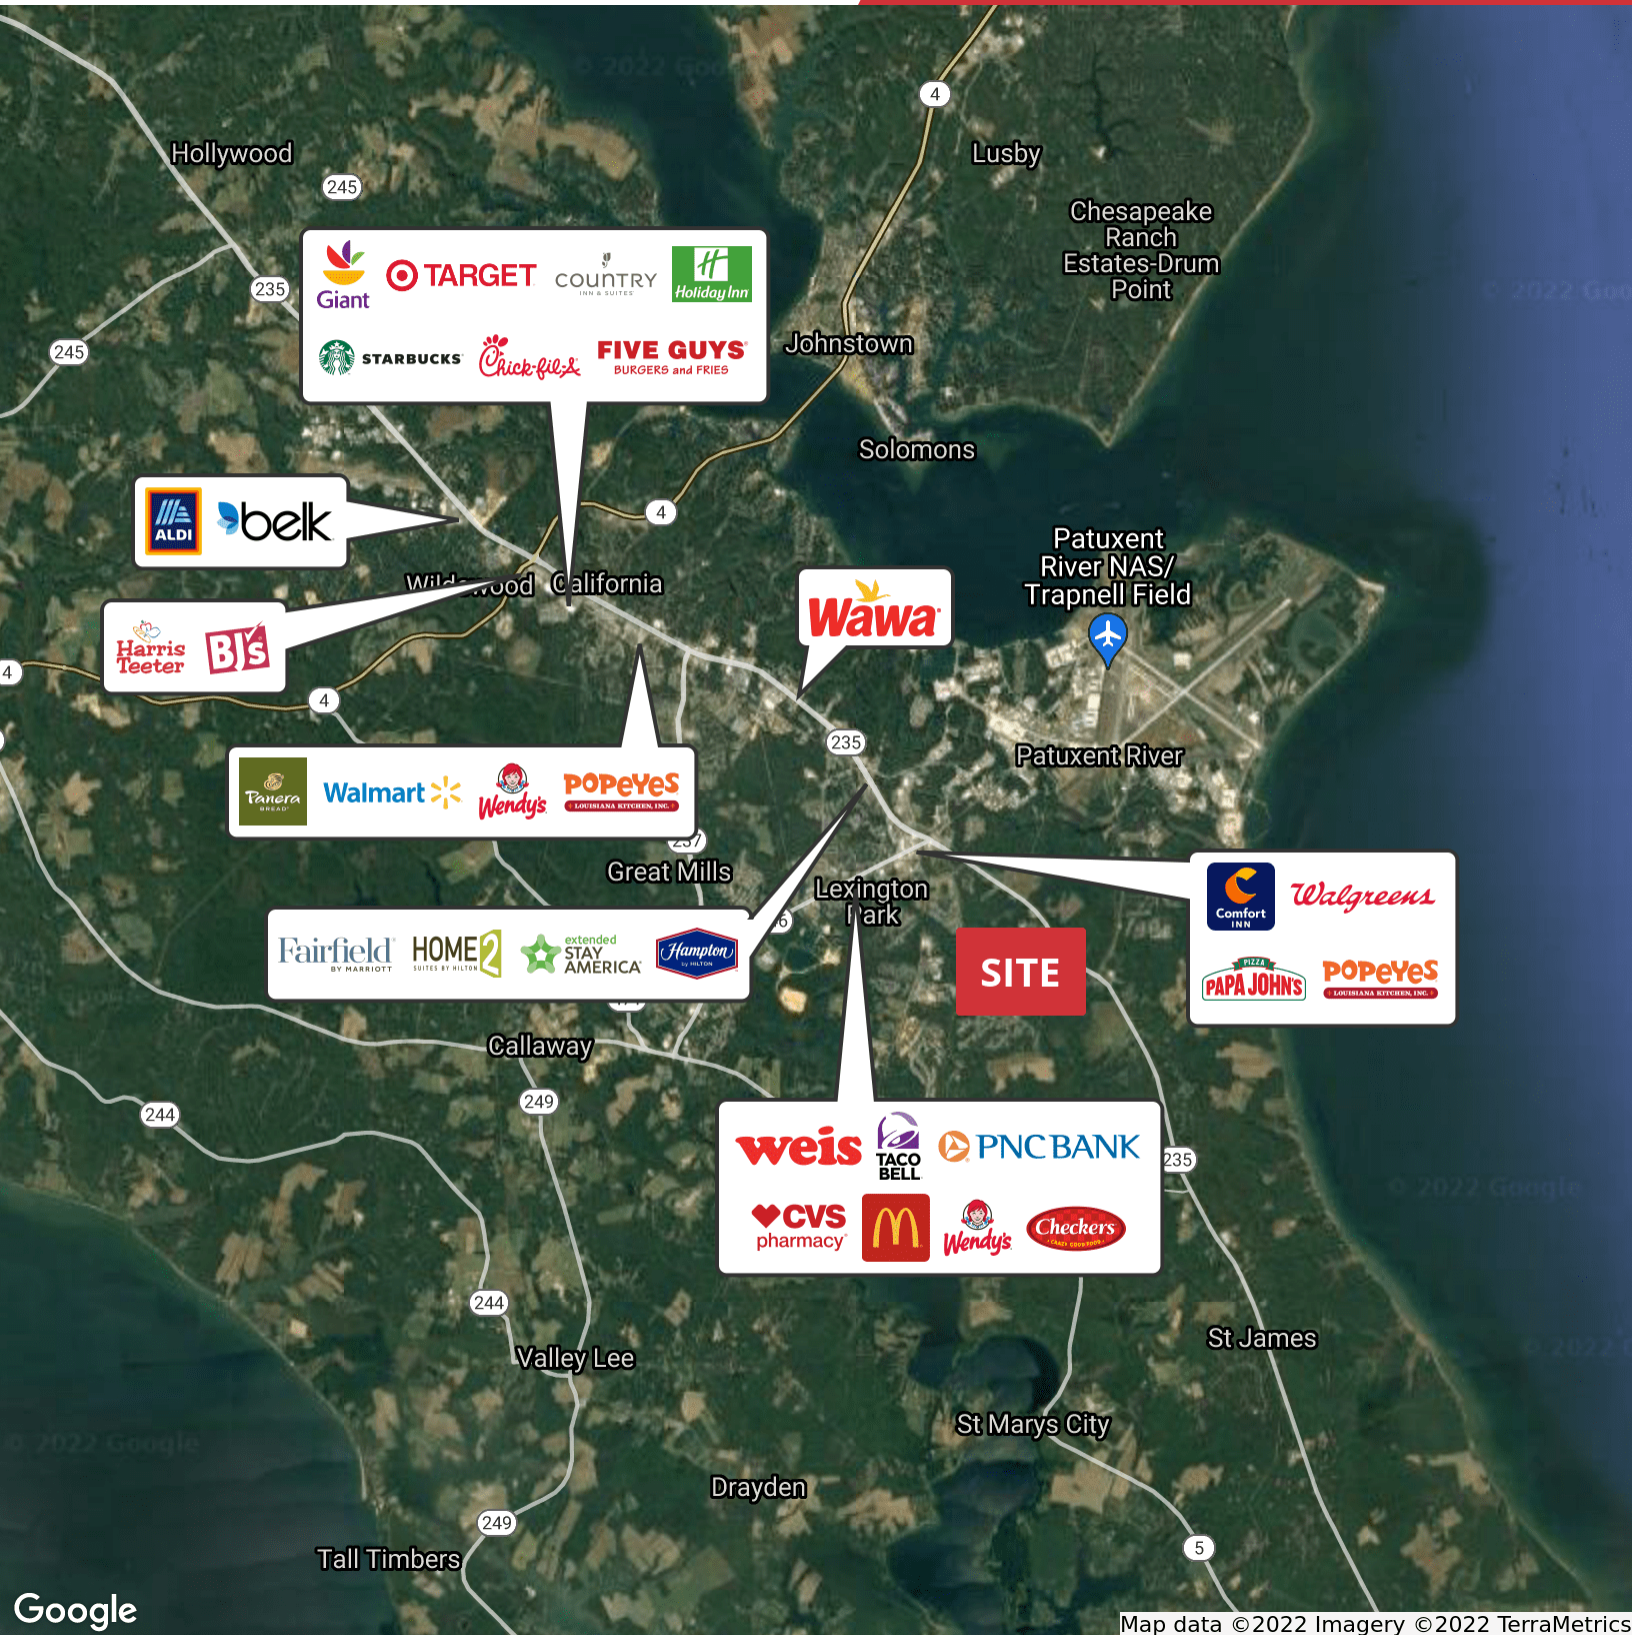 4
Hollywood
Lusby
245
Chesapeake
Ranch
Estates-Drum
Point
Giant
TARGET
COUNTRY
INN & SUITES
H
Holiday Inn
235
245
STARBUCKS
Chick-fil-A
FIVE GUYS
BURGERS and FRIES
Johnstown
Solomons
ALDI
belk
4
Patuxent
River NAS/
Trapnell Field
California
Wawa
Harris
Teeter
BJ's
4
4
235
Patuxent River
Panera
BREAD
Walmart
Wendy's
POPEYES
LOUISIANA KITCHEN, INC.
Great Mills
Lexington
Park
Comfort
INN
Walgreens
PIZZA
PAPA JOHN'S
POPEYES
LOUISIANA KITCHEN, INC.
Fairfield
BY MARRIOTT
HOME2
SUITES BY HILTON
extended
STAY
AMERICA
Hampton
by HILTON
SITE
Callaway
249
244
weis
TACO
BELL
PNC BANK
235
CVS
pharmacy
M
Wendy's
Checkers
244
Valley Lee
St James
St Marys City
Drayden
249
Tall Timbers
5
Google
Map data ©2022 Imagery ©2022 TerraMetrics